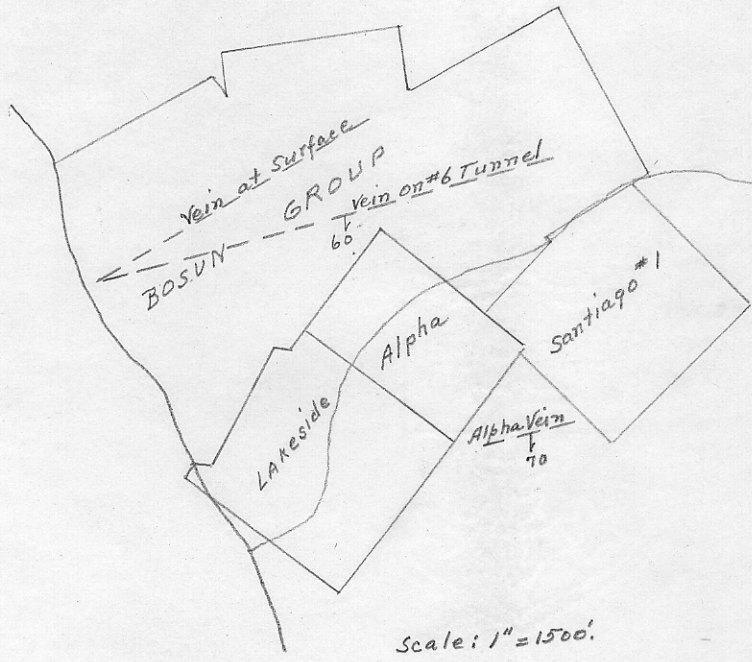 vein at surface
BOSUN GROUP
vein on #6 Tunnel
60
Alpha
Santiago #1
Lakeside
Alpha Vein
70
Scale: 1" = 1500'.